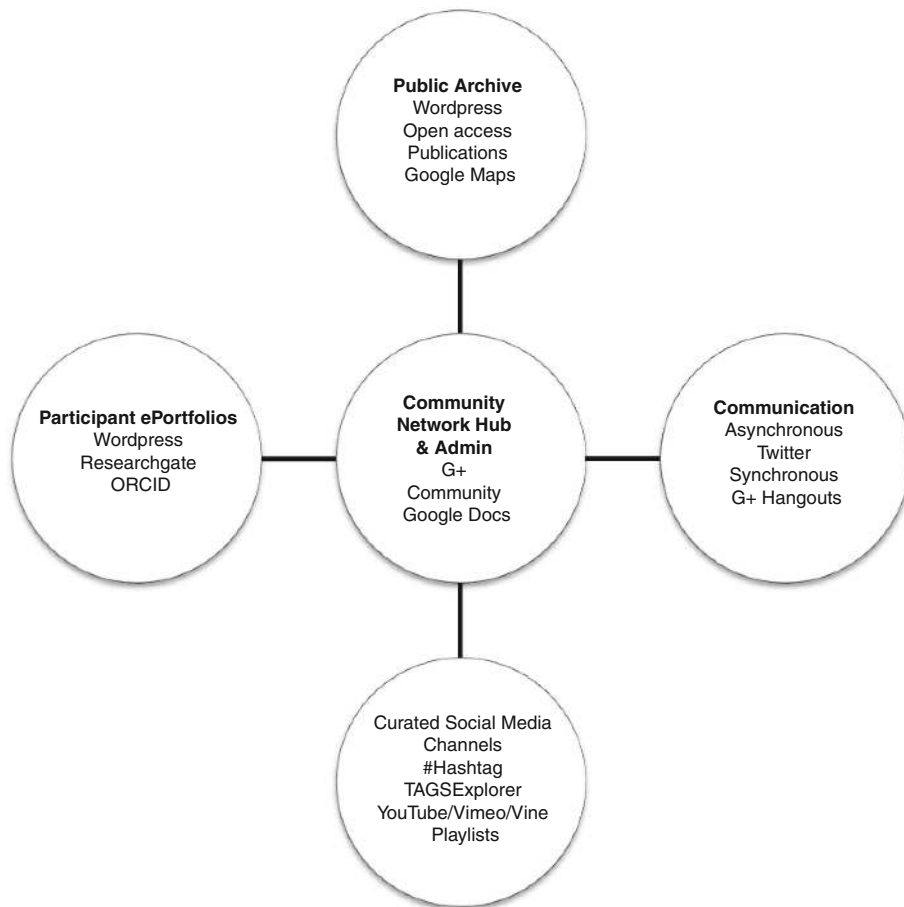 Public Archive
Wordpress
Open access
Publications
Google Maps
Participant ePortfolios
Wordpress
Researchgate
ORCID
Community
Network Hub
& Admin
G+
Community
Google Docs
Communication
Asynchronous
Twitter
Synchronous
G+ Hangouts
Curated Social Media
Channels
#Hashtag
TAGSExplorer
YouTube/Vimeo/Vine
Playlists